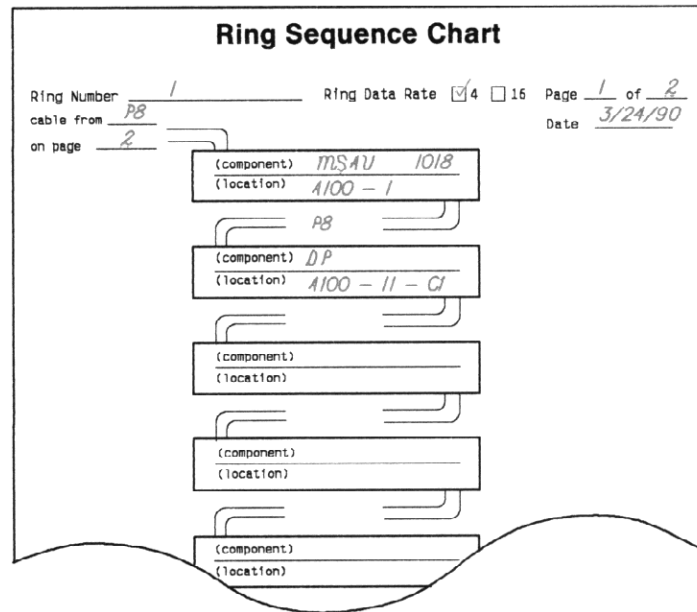 Ring Sequence Chart
Ring Number 1 Ring Data Rate ☑ 4 ☐ 16 Page 1 of 2
cable from P8 Date 3/24/90
on page 2
(component) MSAU 1018
(location) A100 - 1
P8
(component) DP
(location) A100 - 11 - C1
(component)
(location)
(component)
(location)
(component)
(location)